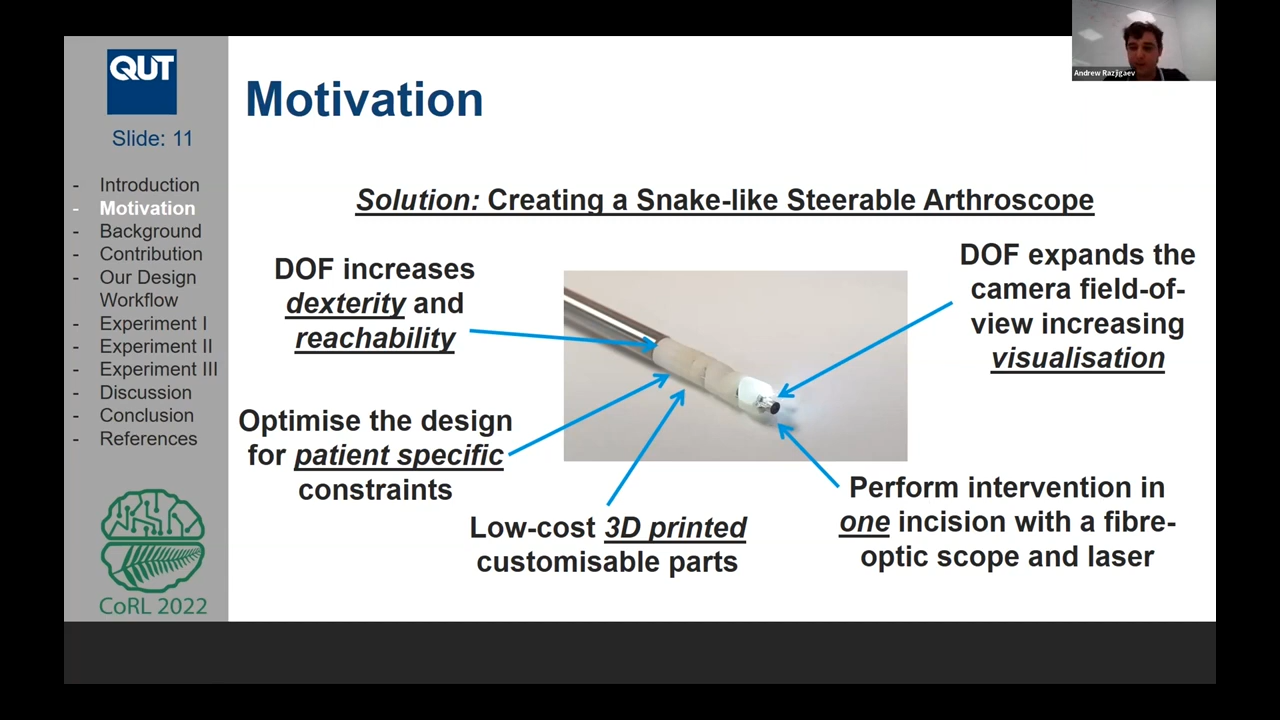 QUT
Slide: 11
- Introduction
- Motivation
- Background
- Contribution
- Our Design
Workflow
- Experiment I
- Experiment II
- Experiment III
- Discussion
- Conclusion
- References
CoRL 2022
Motivation
Solution: Creating a Snake-like Steerable Arthroscope
DOF increases
dexterity and
reachability
Optimise the design
for patient specific
constraints
Low-cost 3D printed
customisable parts
DOF expands the
camera field-of-
view increasing
visualisation
Perform intervention in
one incision with a fibre-
optic scope and laser
Andrew Razjigaev